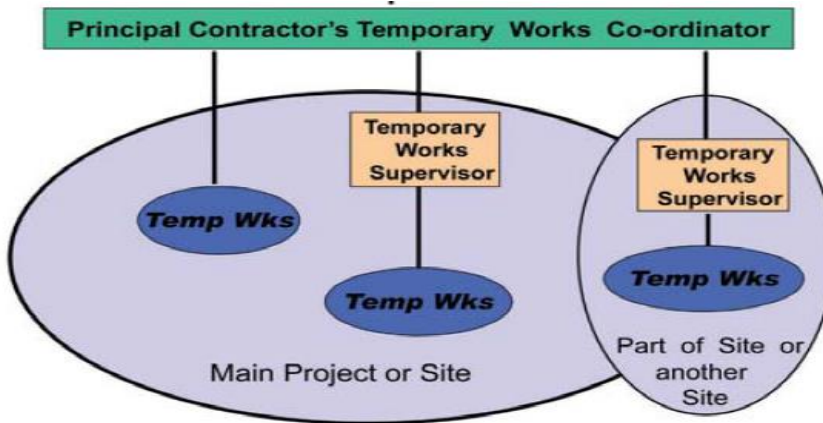 Principal Contractor's Temporary Works Co-ordinator
Temporary
Works
Supervisor
Temporary
Works
Supervisor
Temp Wks
Temp Wks
Temp Wks
Main Project or Site
Part of Site or
another
Site